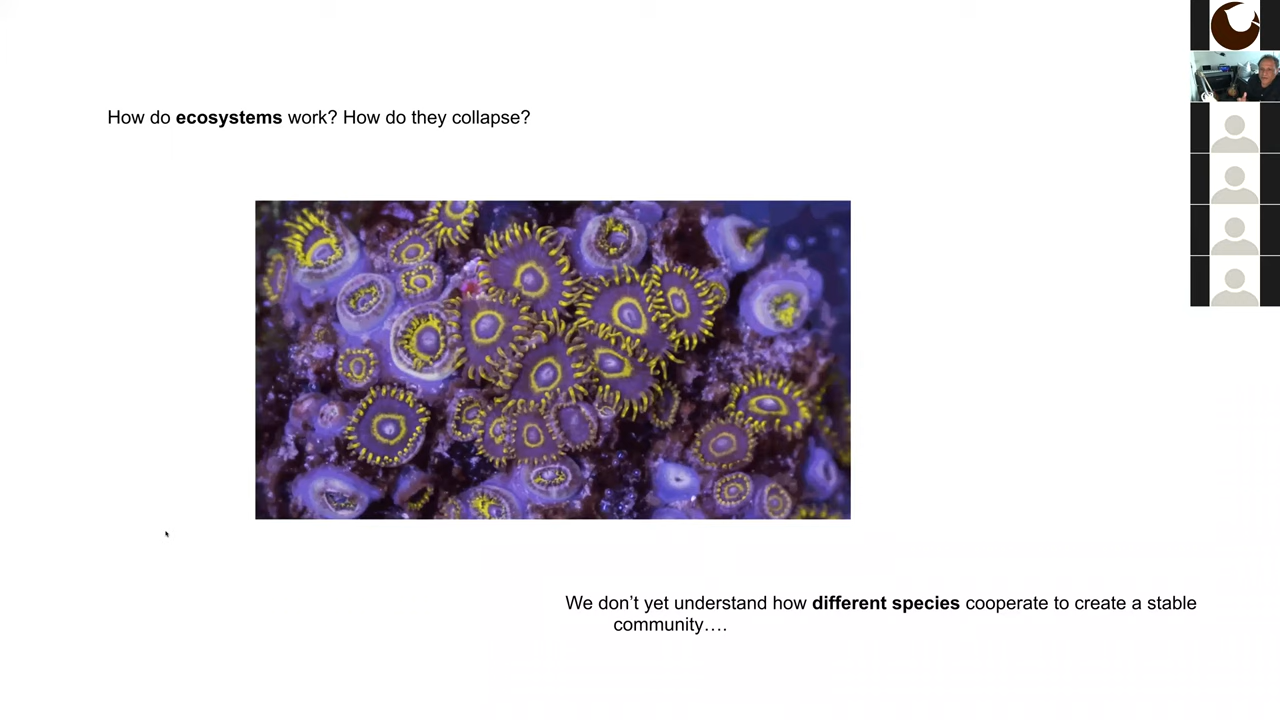 How do ecosystems work? How do they collapse?
We don’t yet understand how different species cooperate to create a stable
community….